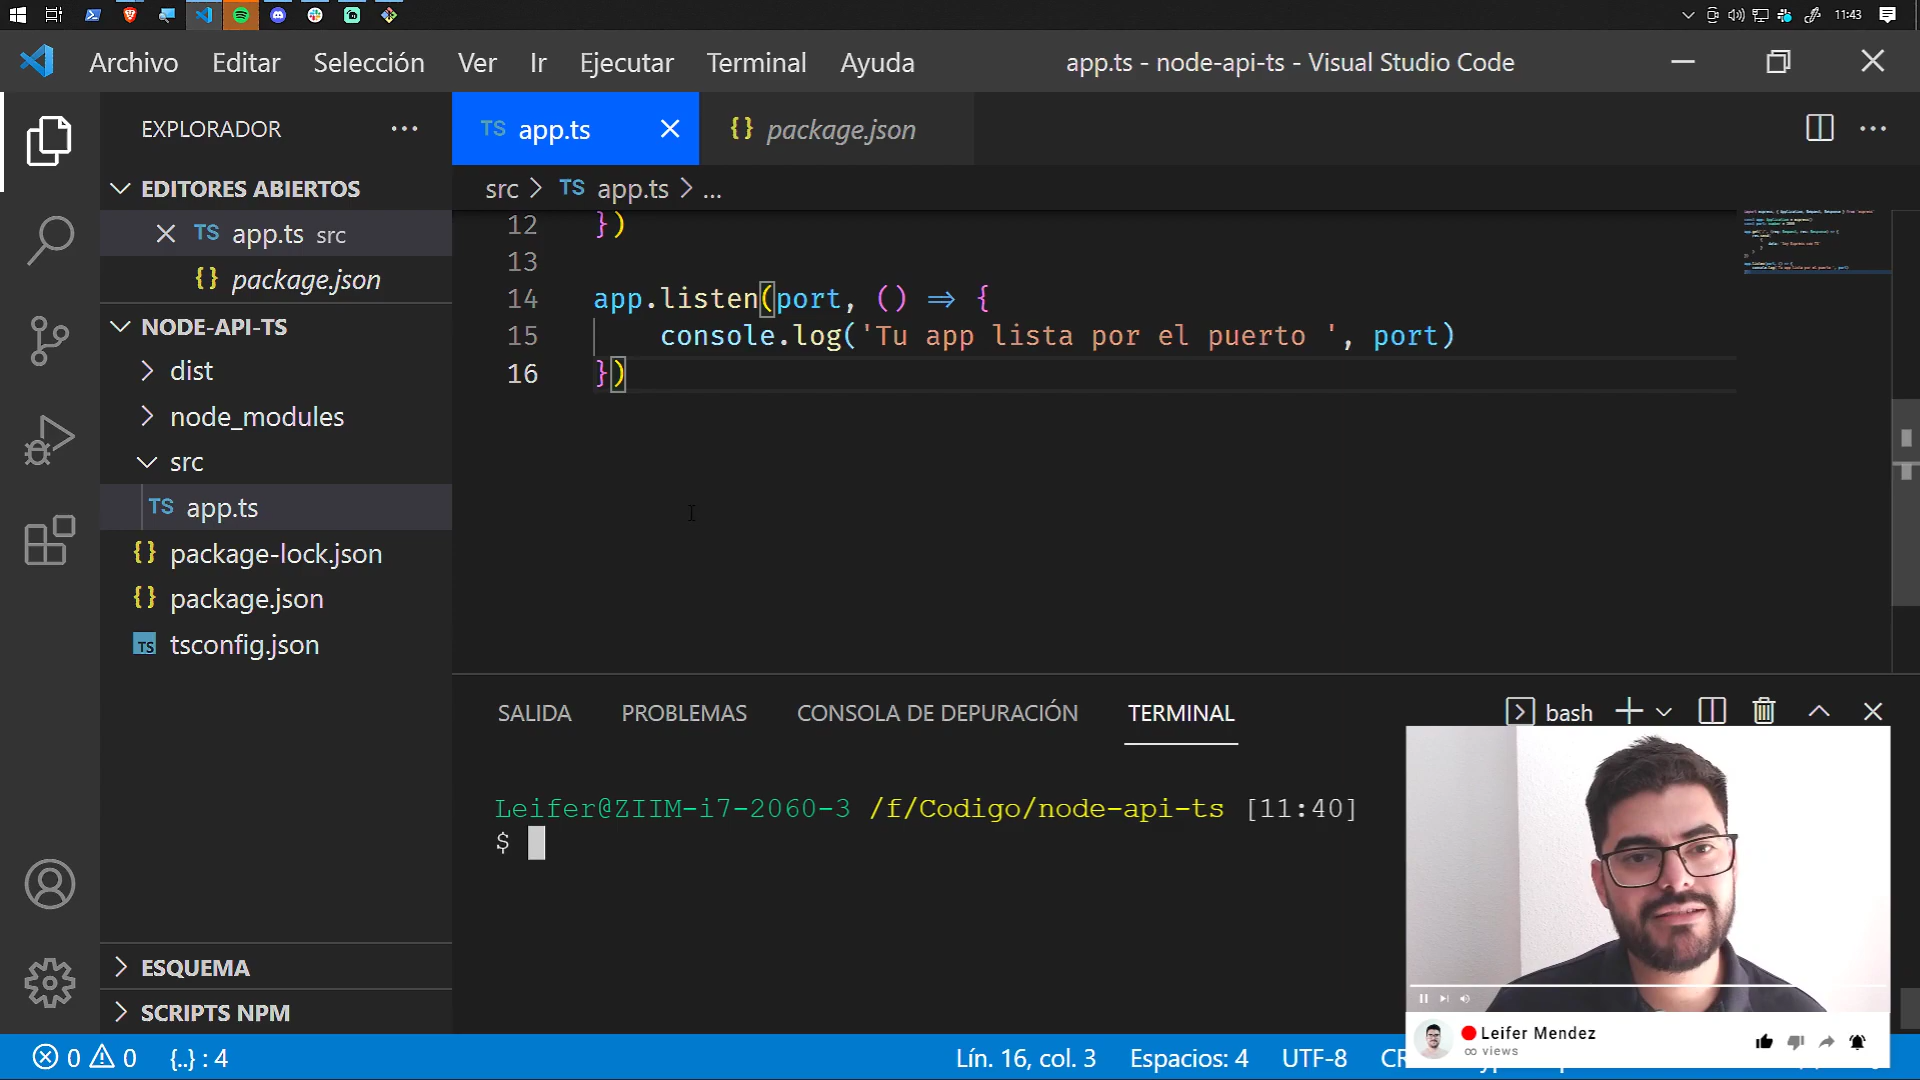 11:43
Archivo Editar Selección Ver Ir Ejecutar Terminal Ayuda
app.ts - node-api-ts - Visual Studio Code
EXPLORADOR
EDITORES ABIERTOS
TS app.ts src
{} package.json
NODE-API-TS
dist
node_modules
src
TS app.ts
{} package-lock.json
{} package.json
TS tsconfig.json
ESQUEMA
SCRIPTS NPM
TS app.ts
{} package.json
src > TS app.ts > ...
12 })
13
14 app.listen(port, () => {
15 console.log('Tu app lista por el puerto ', port)
16 })
SALIDA PROBLEMAS CONSOLA DE DEPURACIÓN TERMINAL
bash
Leifer@ZIIM-i7-2060-3 /f/Codigo/node-api-ts [11:40]
$
Leifer Mendez
∞ views
0 0 {..} : 4
Lín. 16, col. 3 Espacios: 4 UTF-8